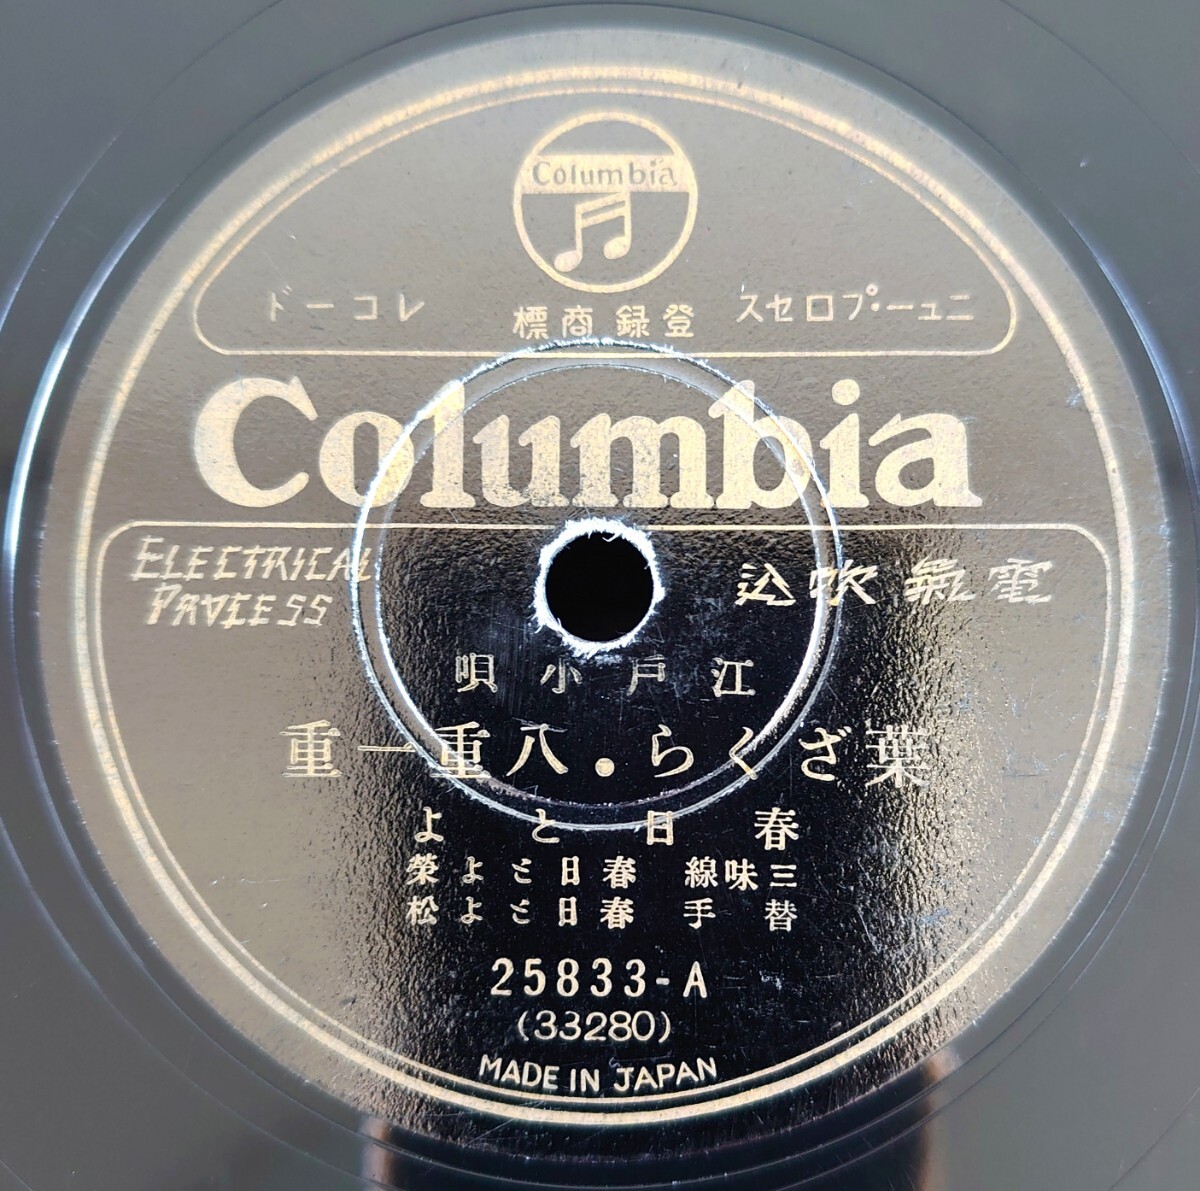 Columbia
ニュー・プロセス 登録商標 レコード
Columbia
ELECTRICAL
PROCESS
電氣吹込
江戸小唄
葉ざくら・八重一重
春日とよ
三味線 春日とよ榮
替手 春日とよ松
25833-A
(33280)
MADE IN JAPAN